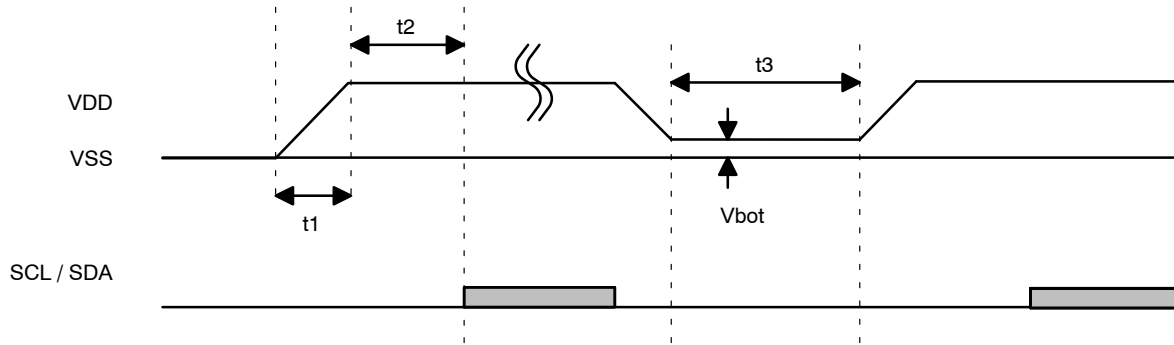 t2
t3
VDD
VSS
t1
Vbot
SCL / SDA